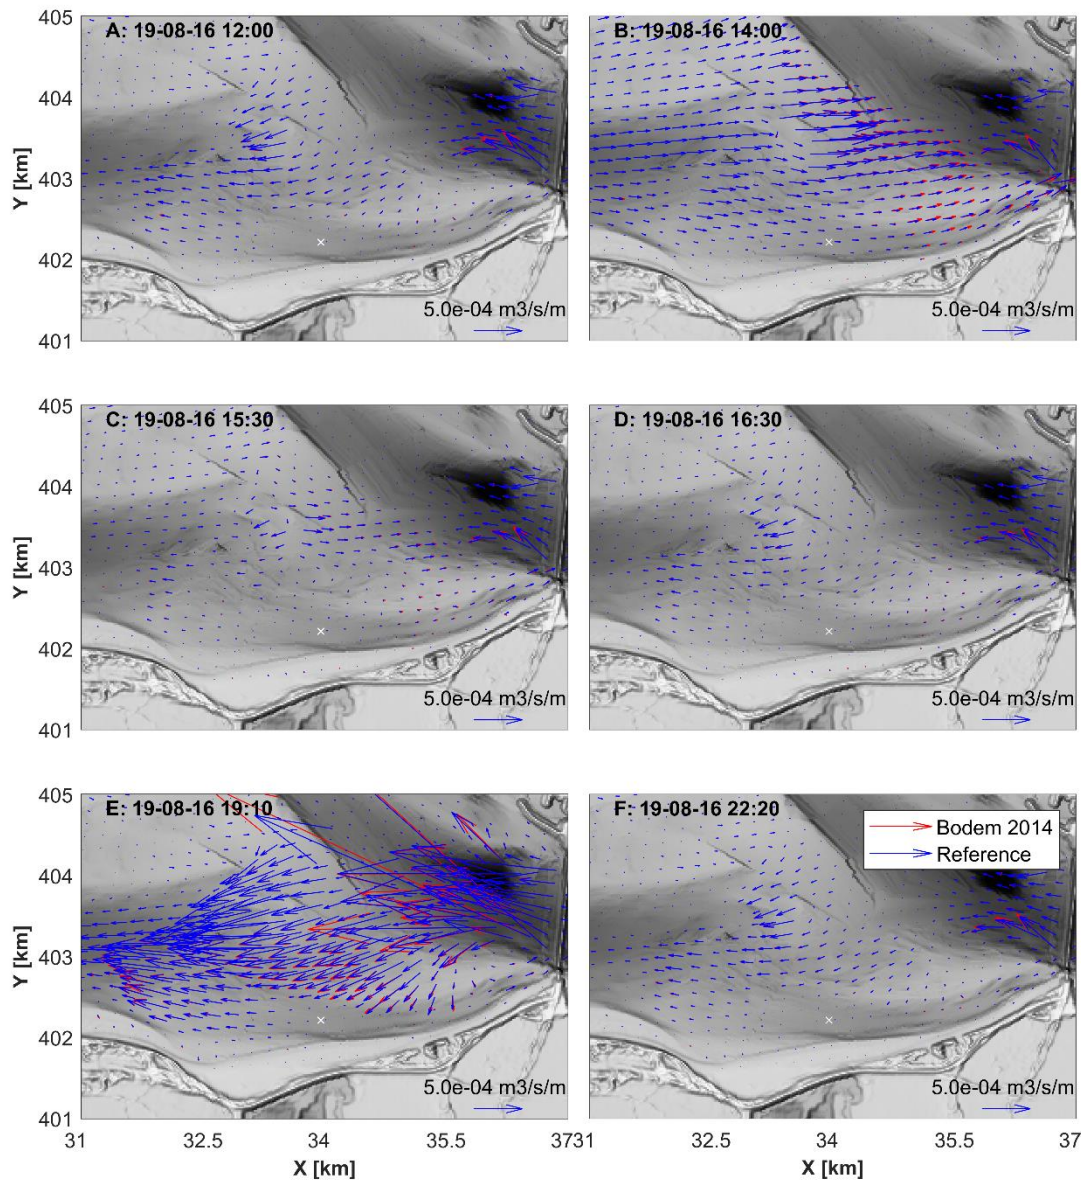 405
A: 19-08-16 12:00
B: 19-08-16 14:00
404
Y [km]
403
402
5.0e-04 m3/s/m
5.0e-04 m3/s/m
401
405
C: 19-08-16 15:30
D: 19-08-16 16:30
404
Y [km]
403
402
5.0e-04 m3/s/m
5.0e-04 m3/s/m
401
405
E: 19-08-16 19:10
F: 19-08-16 22:20
Bodem 2014
Reference
404
Y [km]
403
402
5.0e-04 m3/s/m
5.0e-04 m3/s/m
401
31 32.5 34 35.5 37
31 32.5 34 35.5 37
X [km]
X [km]